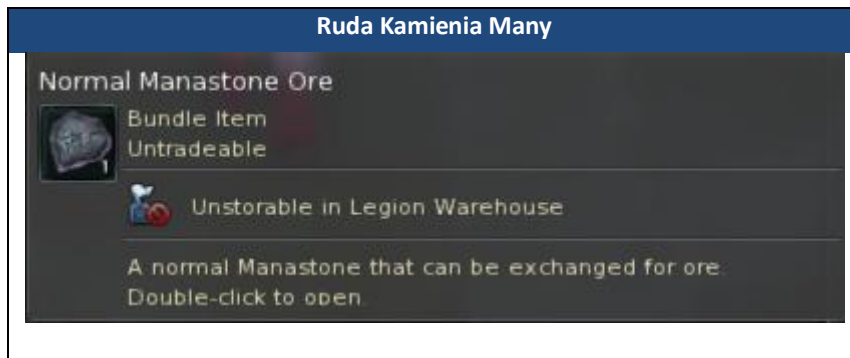 Ruda Kamienia Many
Normal Manastone Ore
Bundle Item
Untradeable
1
Unstorable in Legion Warehouse
A normal Manastone that can be exchanged for ore.
Double-click to open.